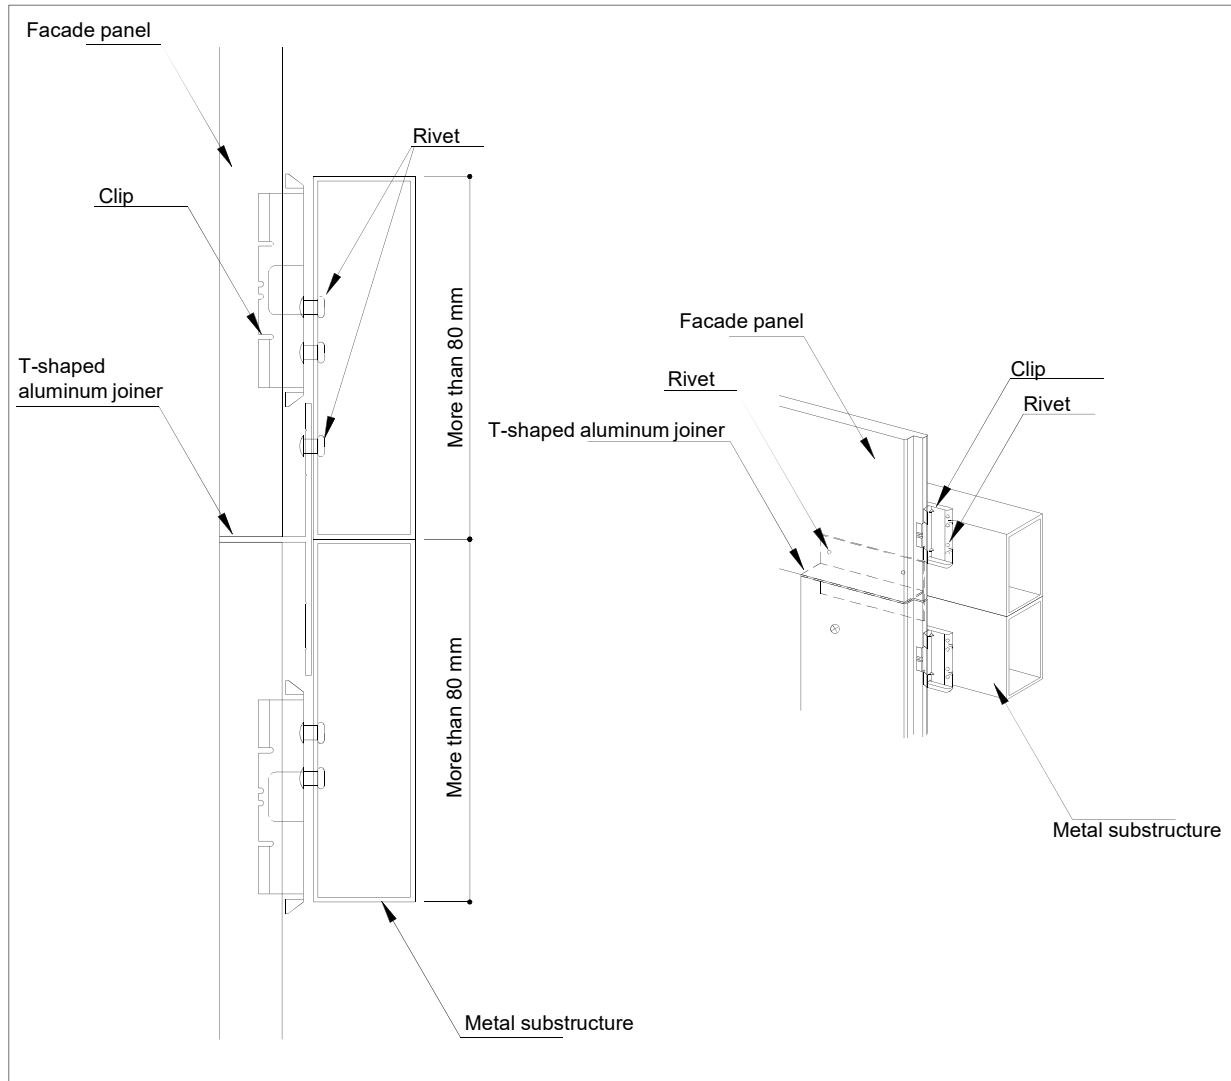 Facade panel
Rivet
Clip
T-shaped
aluminum joiner
More than 80 mm
More than 80 mm
Metal substructure
Facade panel
Rivet
Clip
Rivet
T-shaped aluminum joiner
Metal substructure